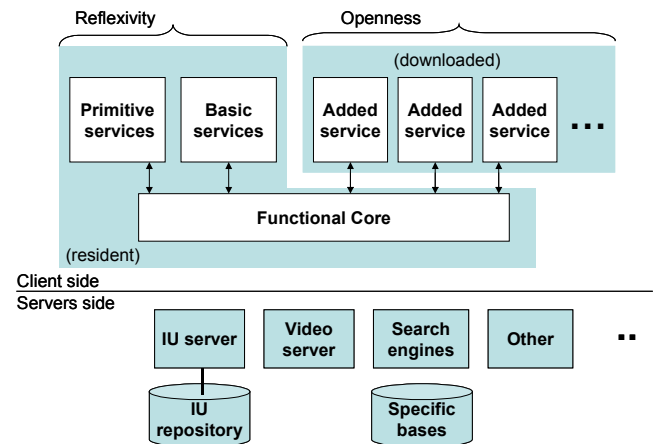 Reflexivity
Openness
(downloaded)
Primitive
services
Basic
services
Added
service
Added
service
Added
service
...
Functional Core
(resident)
Client side
Servers side
IU server
Video
server
Search
engines
Other
..
IU
repository
Specific
bases